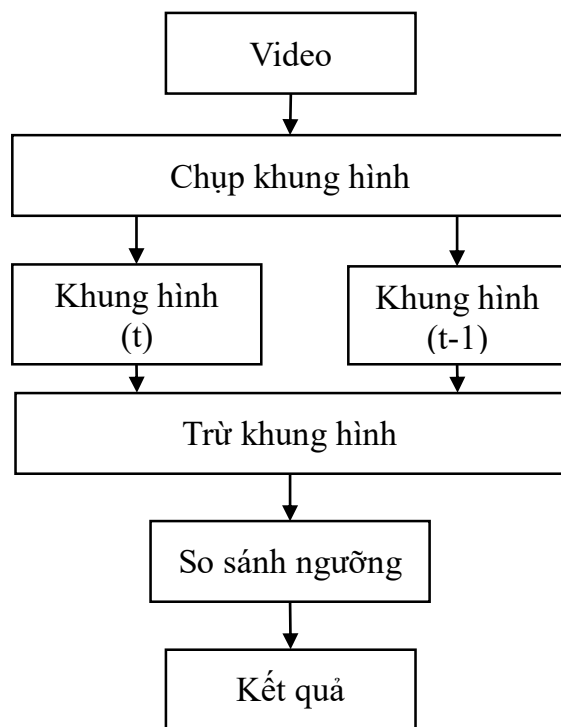 Video
Chụp khung hình
Khung hình
(t)
Khung hình
(t-1)
Trừ khung hình
So sánh ngưỡng
Kết quả